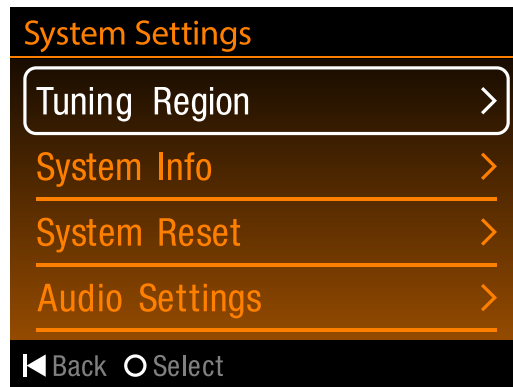 System Settings
Tuning Region
System Info
System Reset
Audio Settings
Back Select